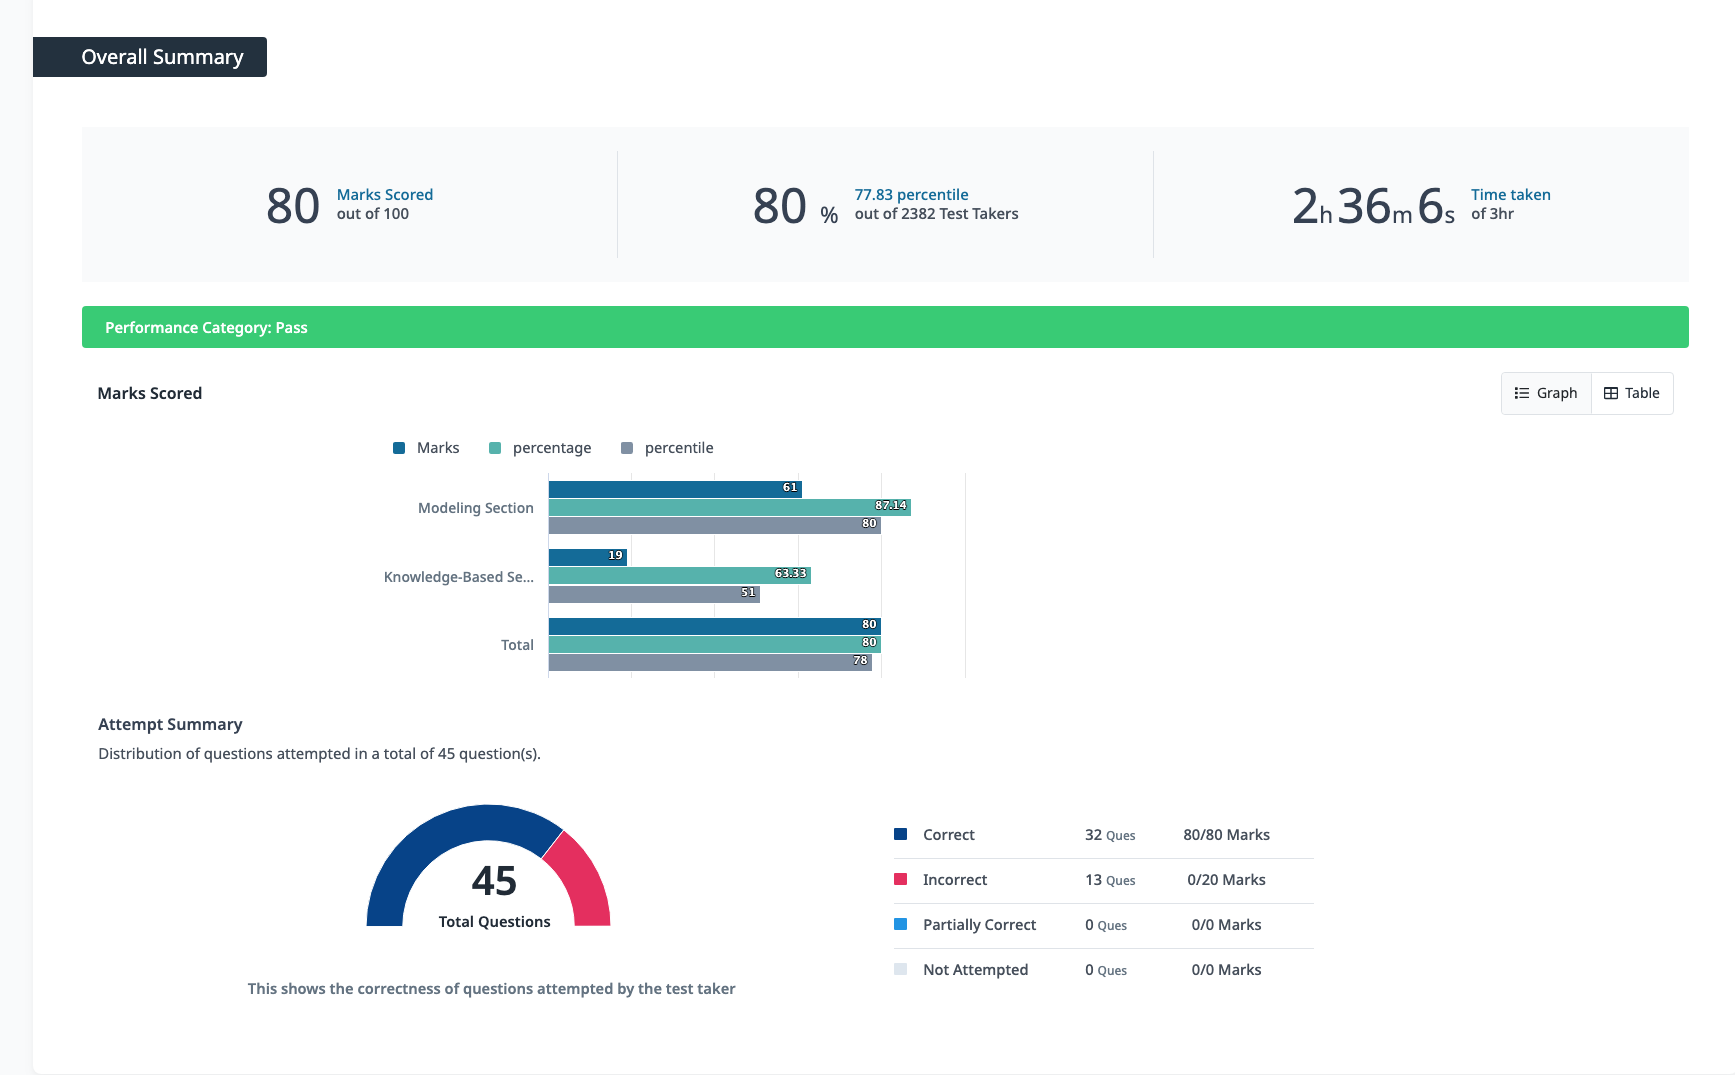 Overall Summary
80 Marks Scored
out of 100
80 % 77.83 percentile
out of 2382 Test Takers
2h 36m 6s Time taken
of 3hr
Performance Category: Pass
Marks Scored
Graph Table
Marks percentage percentile
Modeling Section 61
87.14
80
Knowledge-Based Se... 19
63.33
51
Total 80
80
78
Attempt Summary
Distribution of questions attempted in a total of 45 question(s).
45
Total Questions
This shows the correctness of questions attempted by the test taker
Correct 32 Ques 80/80 Marks
Incorrect 13 Ques 0/20 Marks
Partially Correct 0 Ques 0/0 Marks
Not Attempted 0 Ques 0/0 Marks